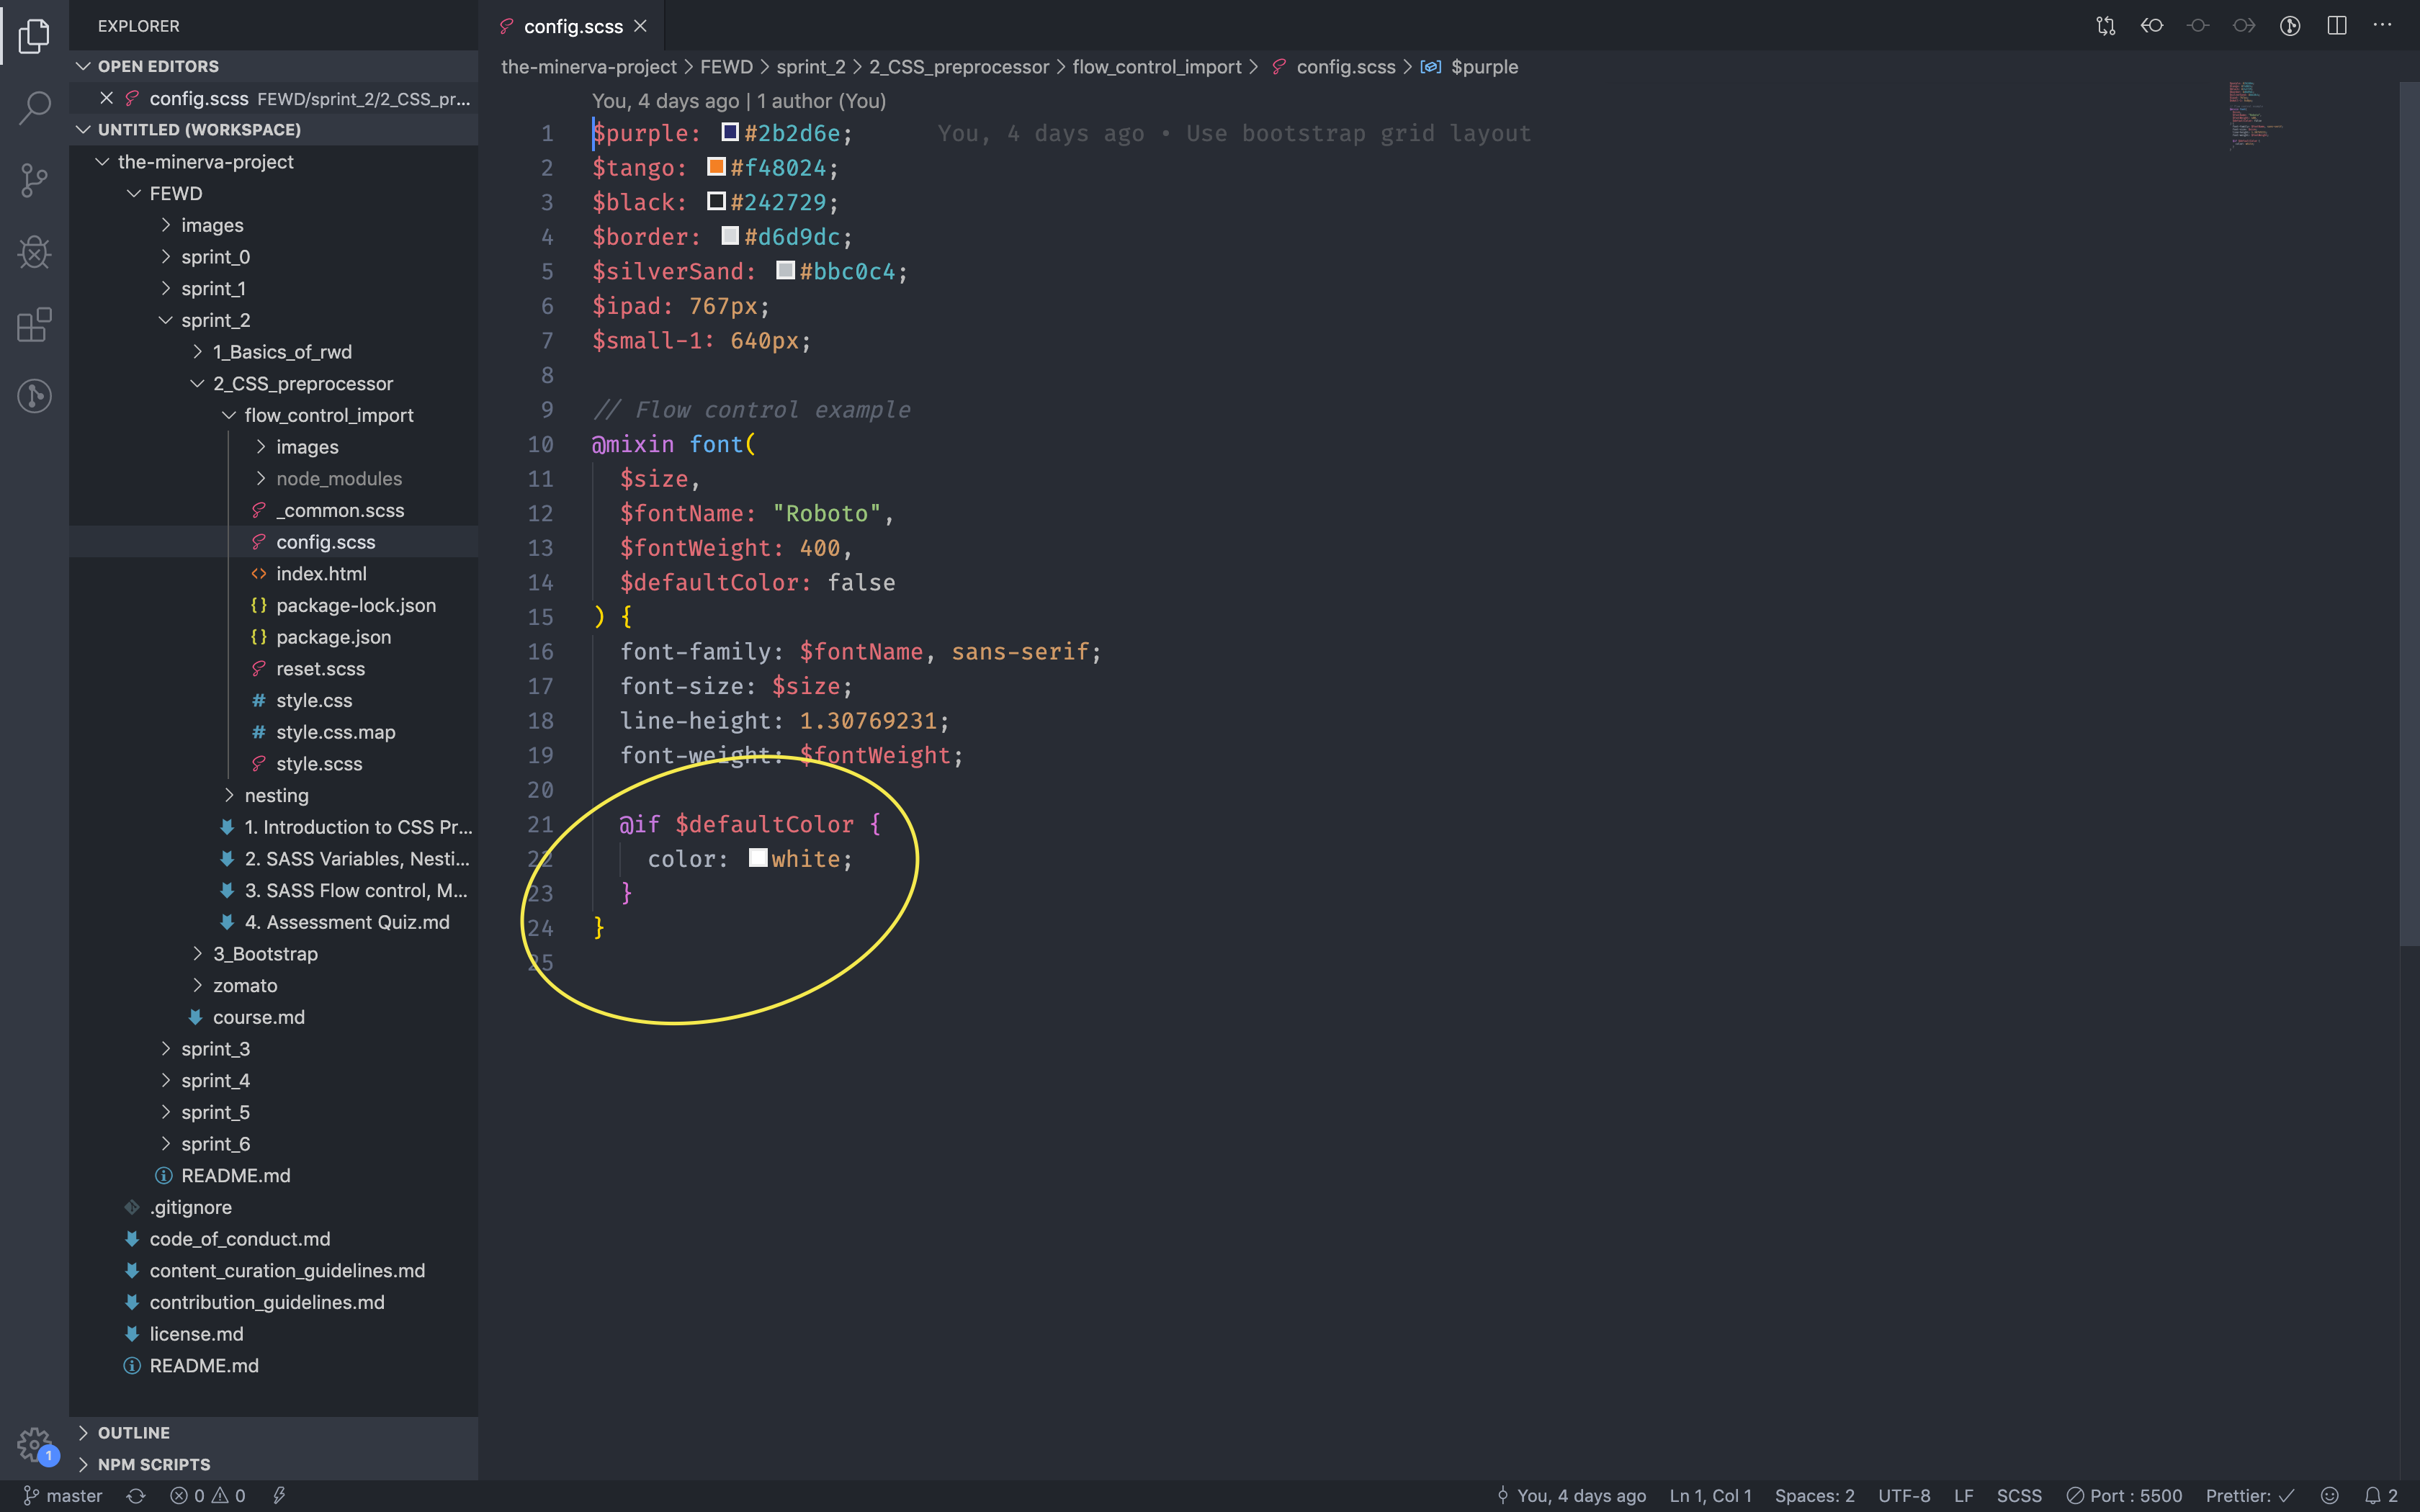 EXPLORER
OPEN EDITORS
config.scss FEWD/sprint_2/2_CSS_pr...
UNTITLED (WORKSPACE)
the-minerva-project
FEWD
images
sprint_0
sprint_1
sprint_2
1_Basics_of_rwd
2_CSS_preprocessor
flow_control_import
images
node_modules
_common.scss
config.scss
index.html
package-lock.json
package.json
reset.scss
style.css
style.css.map
style.scss
nesting
1. Introduction to CSS Pr...
2. SASS Variables, Nesti...
3. SASS Flow control, M...
4. Assessment Quiz.md
3_Bootstrap
zomato
course.md
sprint_3
sprint_4
sprint_5
sprint_6
README.md
.gitignore
code_of_conduct.md
content_curation_guidelines.md
contribution_guidelines.md
license.md
README.md
OUTLINE
NPM SCRIPTS
1
config.scss
the-minerva-project > FEWD > sprint_2 > 2_CSS_preprocessor > flow_control_import > config.scss > $purple
You, 4 days ago | 1 author (You)
1 $purple: #2b2d6e; You, 4 days ago • Use bootstrap grid layout
2 $tango: #f48024;
3 $black: #242729;
4 $border: #d6d9dc;
5 $silverSand: #bbc0c4;
6 $ipad: 767px;
7 $small-1: 640px;
8
9 // Flow control example
10 @mixin font(
11 $size,
12 $fontName: "Roboto",
13 $fontWeight: 400,
14 $defaultColor: false
15 ) {
16 font-family: $fontName, sans-serif;
17 font-size: $size;
18 line-height: 1.30769231;
19 font-weight: $fontWeight;
20
21 @if $defaultColor {
22 color: white;
23 }
24 }
25
master 0 0 You, 4 days ago Ln 1, Col 1 Spaces: 2 UTF-8 LF SCSS Port : 5500 Prettier: ✓ 2